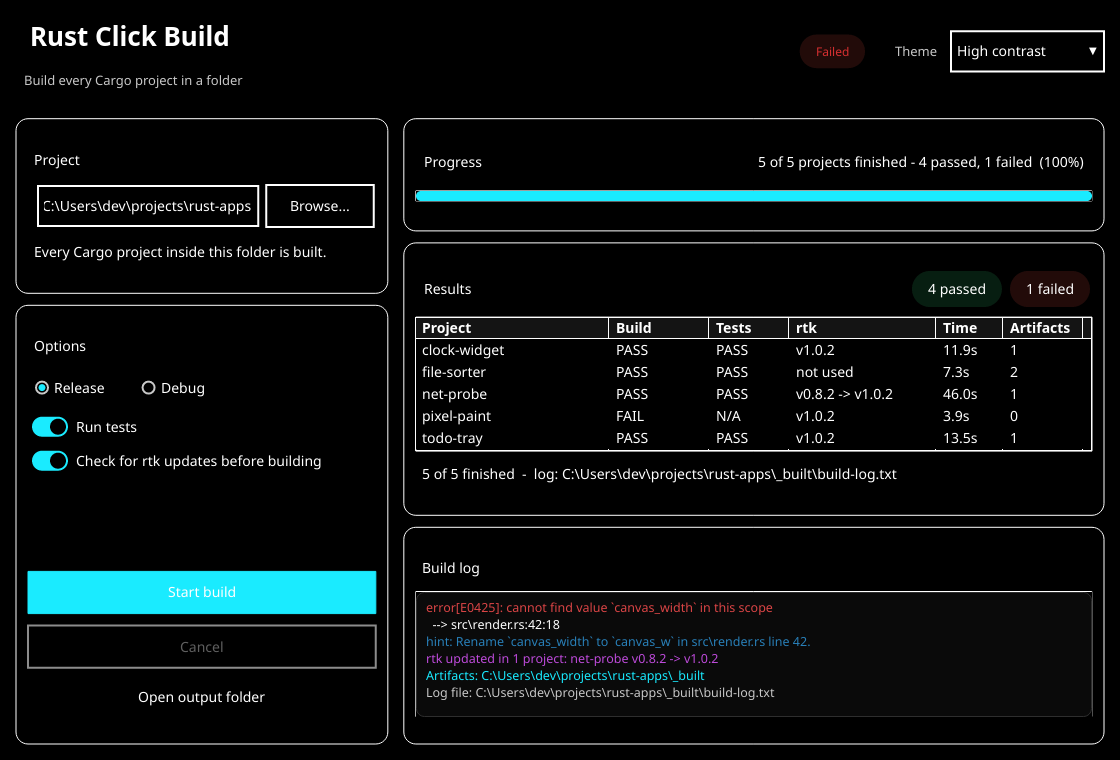 Rust Click Build
Build every Cargo project in a folder
Failed
Theme
High contrast
Project
C:\Users\dev\projects\rust-apps
Browse...
Every Cargo project inside this folder is built.
Options
Release Debug
Run tests
Check for rtk updates before building
Start build
Cancel
Open output folder
Progress 5 of 5 projects finished - 4 passed, 1 failed (100%)
Results 4 passed 1 failed
Project Build Tests rtk Time Artifacts
clock-widget PASS PASS v1.0.2 11.9s 1
file-sorter PASS PASS not used 7.3s 2
net-probe PASS PASS v0.8.2 -> v1.0.2 46.0s 1
pixel-paint FAIL N/A v1.0.2 3.9s 0
todo-tray PASS PASS v1.0.2 13.5s 1
5 of 5 finished - log: C:\Users\dev\projects\rust-apps\_built\build-log.txt
Build log
error[E0425]: cannot find value `canvas_width` in this scope
--> src\render.rs:42:18
hint: Rename `canvas_width` to `canvas_w` in src\render.rs line 42.
rtk updated in 1 project: net-probe v0.8.2 -> v1.0.2
Artifacts: C:\Users\dev\projects\rust-apps\_built
Log file: C:\Users\dev\projects\rust-apps\_built\build-log.txt